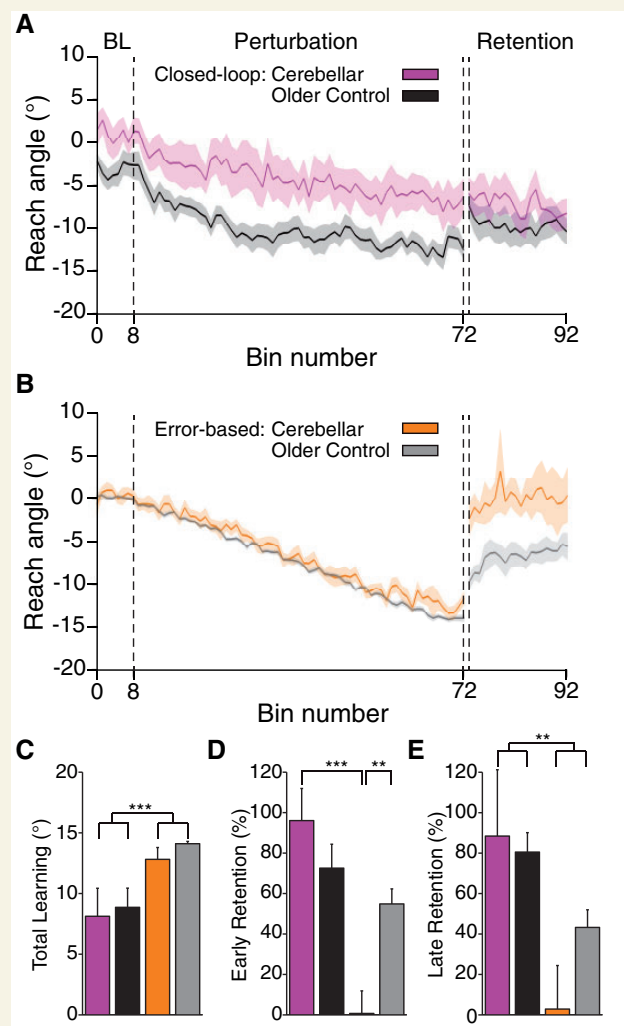 A
BL Perturbation Retention
Closed-loop: Cerebellar
Older Control
Reach angle (°)
10
5
0
-5
-10
-15
-20
0 8 72 92
Bin number
B
Error-based: Cerebellar
Older Control
Reach angle (°)
10
5
0
-5
-10
-15
-20
0 8 72 92
Bin number
C
Total Learning (°)
20
15
10
5
0
***
D
Early Retention (%)
120
100
80
60
40
20
0
*** **
E
Late Retention (%)
120
100
80
60
40
20
0
**